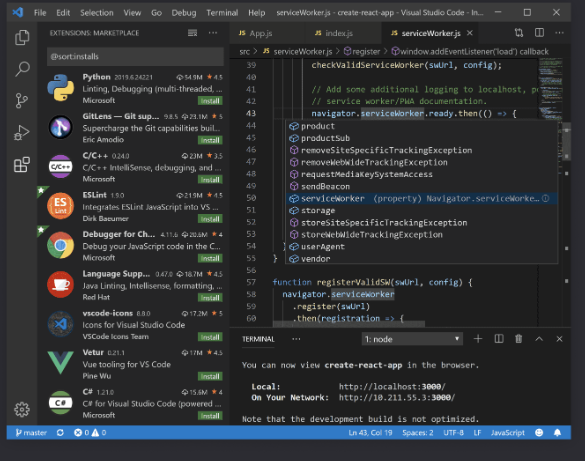 File Edit Selection View Go Debug Terminal Help serviceWorker.js - create-react-app - Visual Studio Code - In...
EXTENSIONS: MARKETPLACE
@sort:installs
Python 2019.6.24221 54.9M 4.5
Linting, Debugging (multi-threaded, ...
Microsoft Install
GitLens — Git sup... 9.8.5 23.1M 5
Supercharge the Git capabilities buil...
Eric Amodio Install
C/C++ 0.24.0 23M 3.5
C/C++ IntelliSense, debugging, and ...
Microsoft Install
ESLint 1.9.0 21.9M 4.5
Integrates ESLint JavaScript into VS ...
Dirk Baeumer Install
Debugger for Ch... 4.11.6 20.6M 4
Debug your JavaScript code in the C...
Microsoft Install
Language Supp... 0.47.0 18.7M 4.5
Java Linting, Intellisense, formatting, ...
Red Hat Install
vscode-icons 8.8.0 17.2M 5
Icons for Visual Studio Code
VSCode Icons Team Install
Vetur 0.21.1 17M 4.5
Vue tooling for VS Code
Pine Wu Install
C# 1.21.0 15.6M 4
C# for Visual Studio Code (powered ...
Microsoft Install
App.js index.js serviceWorker.js
src > serviceWorker.js > register > window.addEventListener('load') callback
39 checkValidServiceWorker(swUrl, config);
40
41 // Add some additional logging to localhost, po
42 // service worker/PWA documentation.
43 navigator.serviceWorker.ready.then(() => {
44 product
45 productSub
46 removeSiteSpecificTrackingException
47 removeWebWideTrackingException
48 requestMediaKeySystemAccess
49 sendBeacon
50 serviceWorker (property) Navigator.serviceWorke...
51 storage
52 storeSiteSpecificTrackingException
53 storeWebWideTrackingException
54 } userAgent
55 } vendor
56
57 function registerValidSW(swUrl, config) {
58 navigator.serviceWorker
59 .register(swUrl)
60 .then(registration => {
TERMINAL ... 1: node
You can now view create-react-app in the browser.
Local: http://localhost:3000/
On Your Network: http://10.211.55.3:3000/
Note that the development build is not optimized.
master 0 0 Ln 43, Col 19 Spaces: 2 UTF-8 LF JavaScript